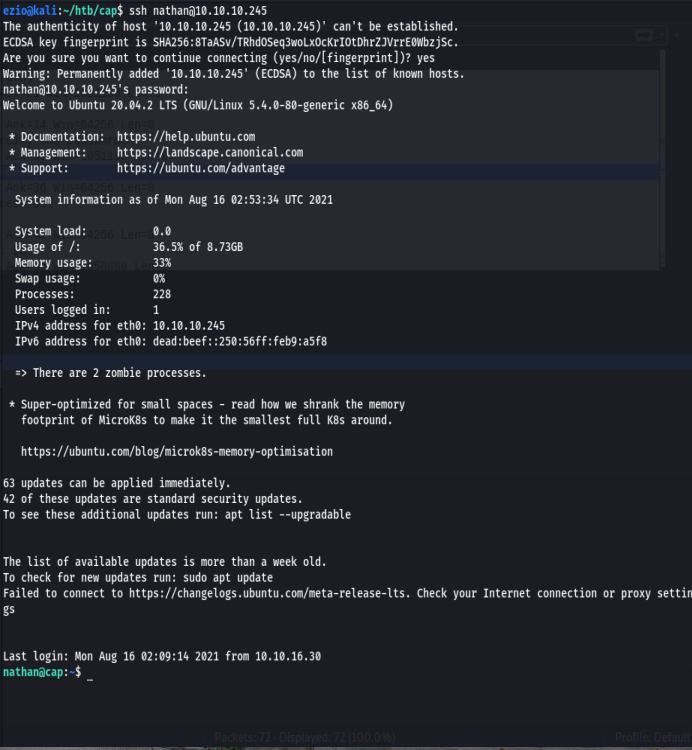 ezio@kali:~/htb/cap$ ssh nathan@10.10.10.245
The authenticity of host '10.10.10.245 (10.10.10.245)' can't be established.
ECDSA key fingerprint is SHA256:8TaASv/TRhdOSeq3woLxOcKrIOtDhrZJVrrE0WbzjSc.
Are you sure you want to continue connecting (yes/no/[fingerprint])? yes
Warning: Permanently added '10.10.10.245' (ECDSA) to the list of known hosts.
nathan@10.10.10.245's password:
Welcome to Ubuntu 20.04.2 LTS (GNU/Linux 5.4.0-80-generic x86_64)
* Documentation:  https://help.ubuntu.com
* Management:     https://landscape.canonical.com
* Support:        https://ubuntu.com/advantage
System information as of Mon Aug 16 02:53:34 UTC 2021
System load:           0.0
Usage of /:            36.5% of 8.73GB
Memory usage:          33%
Swap usage:            0%
Processes:             228
Users logged in:       1
IPv4 address for eth0: 10.10.10.245
IPv6 address for eth0: dead:beef::250:56ff:feb9:a5f8
=> There are 2 zombie processes.
* Super-optimized for small spaces - read how we shrank the memory
footprint of MicroK8s to make it the smallest full K8s around.
https://ubuntu.com/blog/microk8s-memory-optimisation
63 updates can be applied immediately.
42 of these updates are standard security updates.
To see these additional updates run: apt list --upgradable
The list of available updates is more than a week old.
To check for new updates run: sudo apt update
Failed to connect to https://changelogs.ubuntu.com/meta-release-lts. Check your Internet connection or proxy settin
gs
Last login: Mon Aug 16 02:09:14 2021 from 10.10.16.30
nathan@cap:~$ _
Packets: 72 · Displayed: 72 (100.0%)
Profile: Default